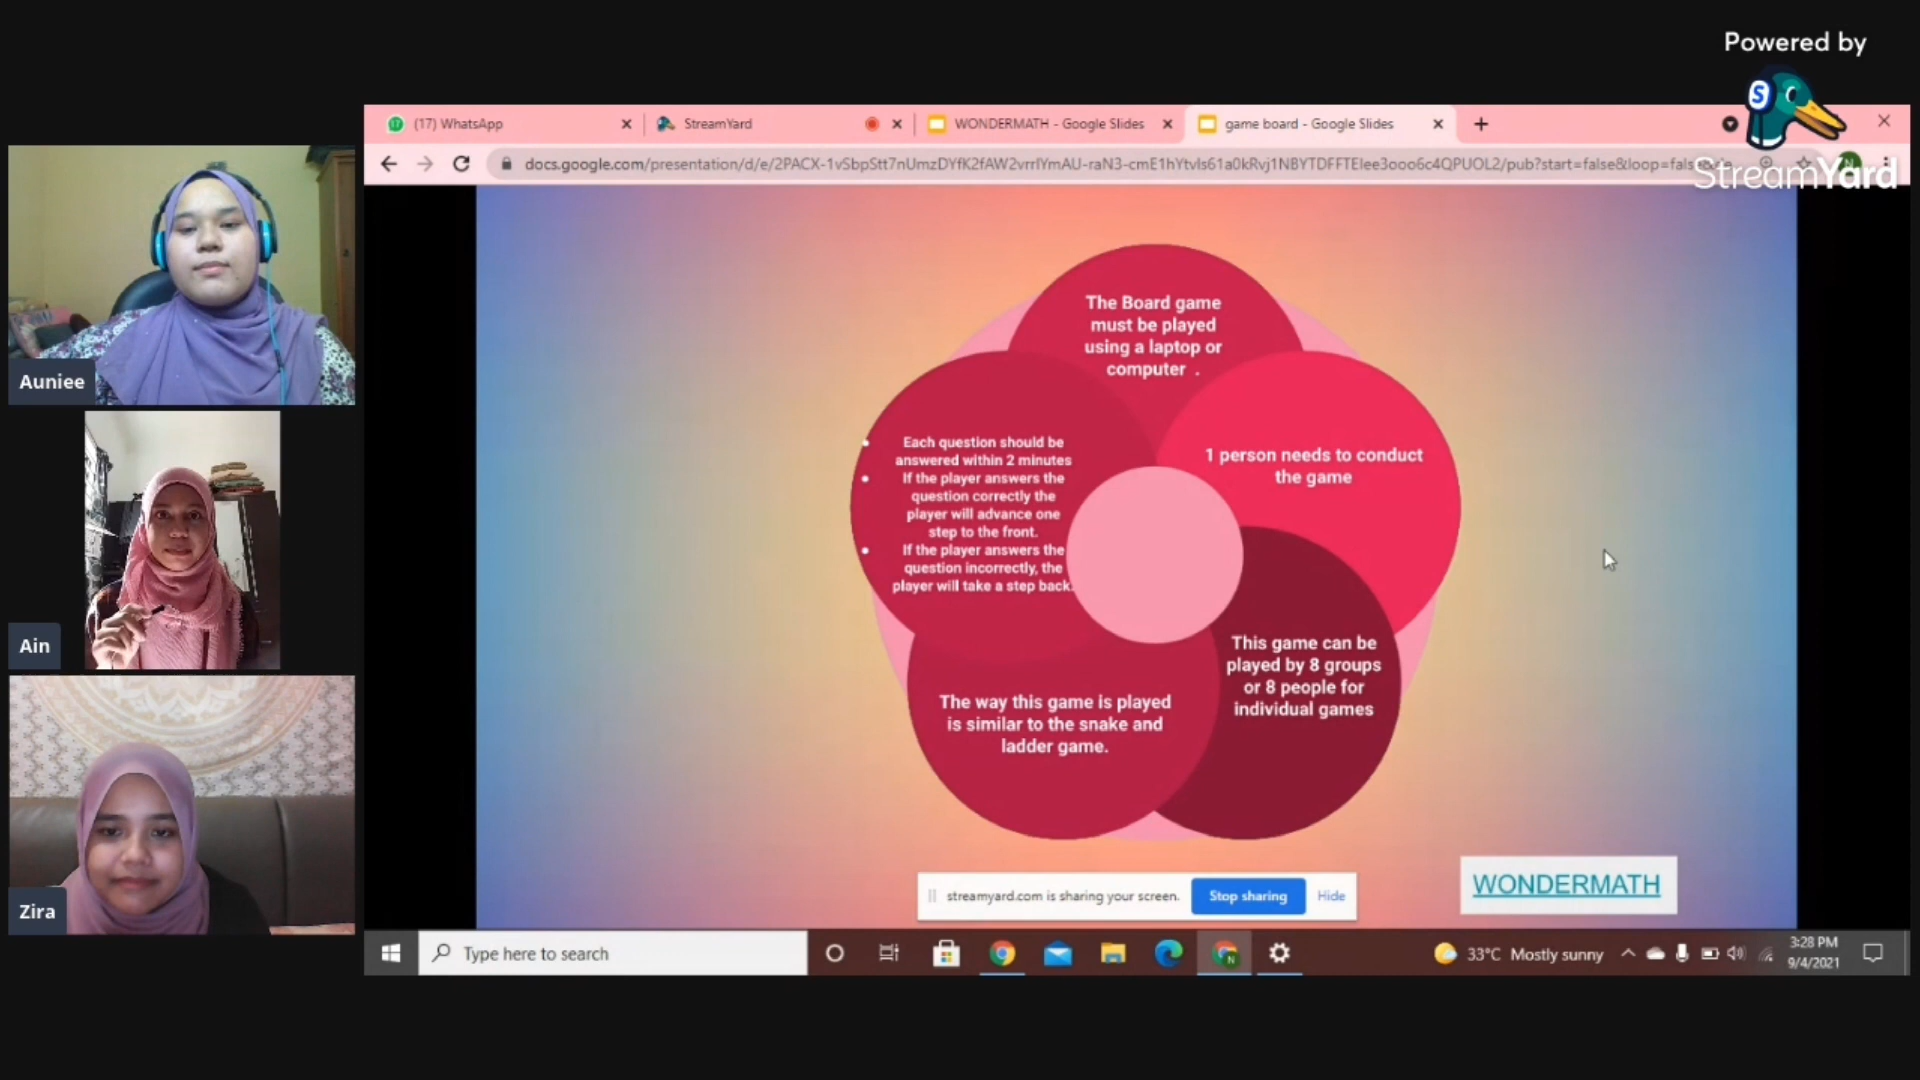 Powered by
StreamYard
(17) WhatsApp
StreamYard
WONDERMATH - Google Slides
game board - Google Slides
Auniee
Ain
Zira
The Board game
must be played
using a laptop or
computer .
1 person needs to conduct
the game
This game can be
played by 8 groups
or 8 people for
individual games
The way this game is played
is similar to the snake and
ladder game.
Each question should be
answered within 2 minutes
If the player answers the
question correctly the
player will advance one
step to the front.
If the player answers the
question incorrectly, the
player will take a step back.
WONDERMATH
streamyard.com is sharing your screen.
Stop sharing
Hide
Type here to search
33°C Mostly sunny
3:28 PM
9/4/2021